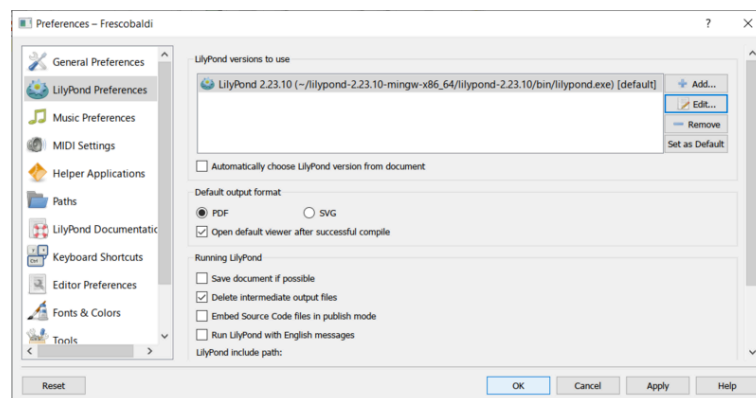 Preferences – Frescobaldi
?
General Preferences
LilyPond Preferences
Music Preferences
MIDI Settings
Helper Applications
Paths
LilyPond Documentatic
Keyboard Shortcuts
Editor Preferences
Fonts & Colors
Tools
LilyPond versions to use
LilyPond 2.23.10 (~/lilypond-2.23.10-mingw-x86_64/lilypond-2.23.10/bin/lilypond.exe) [default]
Add...
Edit...
Remove
Set as Default
Automatically choose LilyPond version from document
Default output format
PDF
SVG
Open default viewer after successful compile
Running LilyPond
Save document if possible
Delete intermediate output files
Embed Source Code files in publish mode
Run LilyPond with English messages
LilyPond include path:
Reset
OK
Cancel
Apply
Help